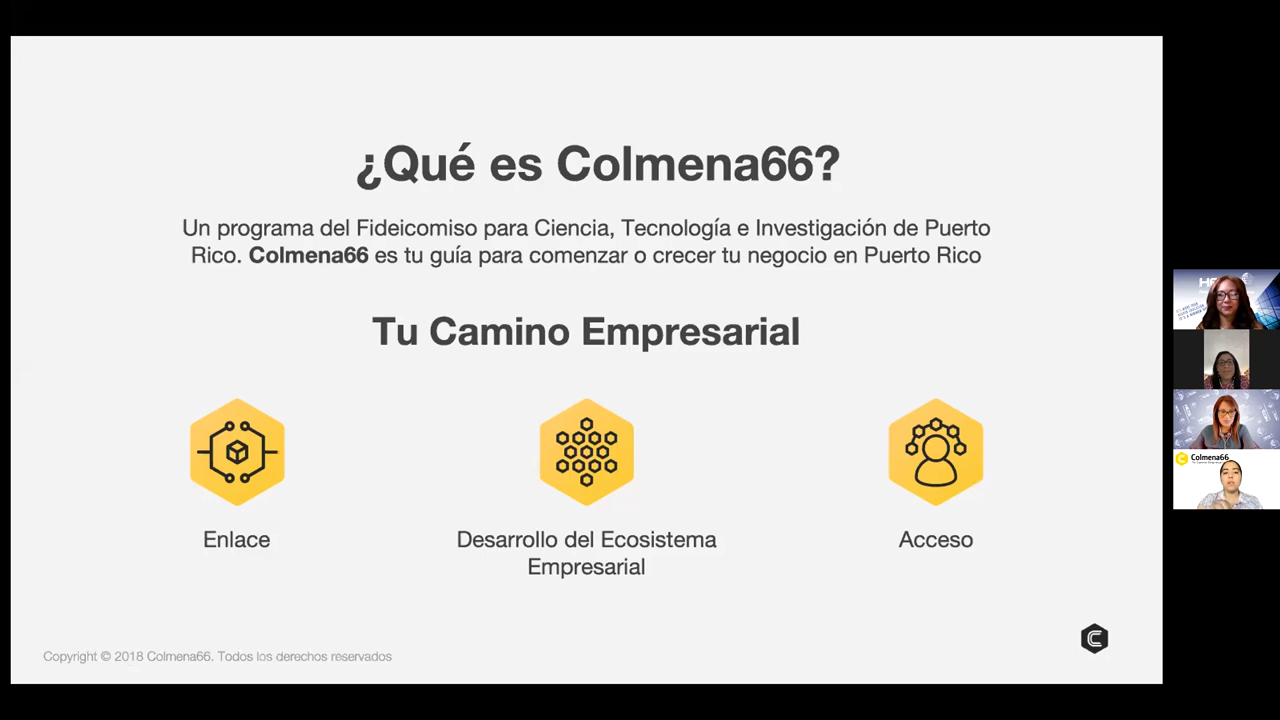 ¿Qué es Colmena66?
Un programa del Fideicomiso para Ciencia, Tecnología e Investigación de Puerto
Rico. Colmena66 es tu guía para comenzar o crecer tu negocio en Puerto Rico
Tu Camino Empresarial
Enlace
Desarrollo del Ecosistema
Empresarial
Acceso
Copyright © 2018 Colmena66. Todos los derechos reservados
Colmena66